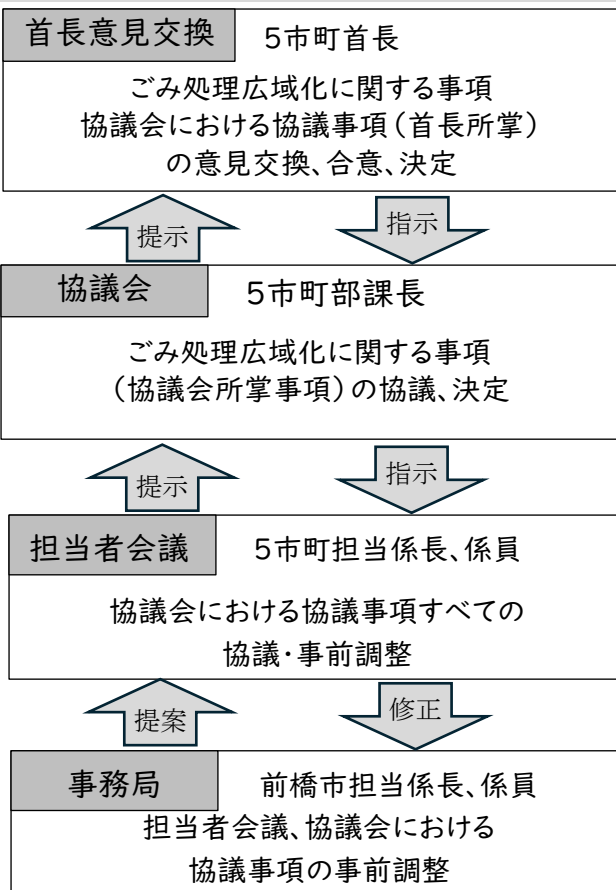 首長意見交換 5市町首長
ごみ処理広域化に関する事項
協議会における協議事項（首長所掌）
の意見交換、合意、決定
提示 指示
協議会 5市町部課長
ごみ処理広域化に関する事項
（協議会所掌事項）の協議、決定
提示 指示
担当者会議 5市町担当係長、係員
協議会における協議事項すべての
協議・事前調整
提案 修正
事務局 前橋市担当係長、係員
担当者会議、協議会における
協議事項の事前調整